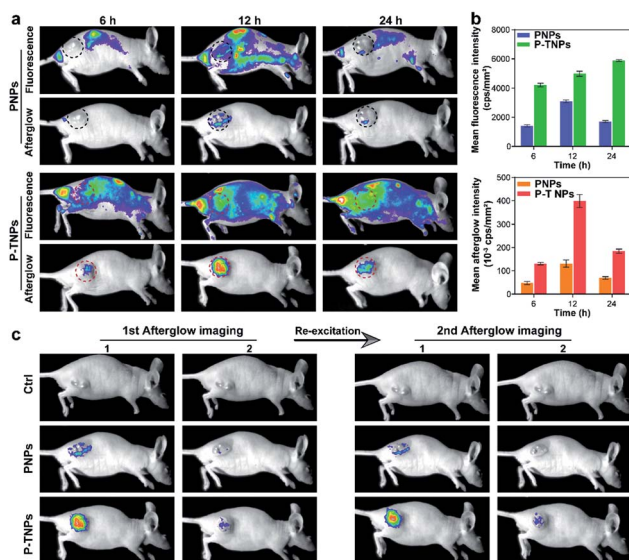 a
6 h
12 h
24 h
PNPs
Fluorescence
Afterglow
P-TNPs
Fluorescence
Afterglow
b
Mean fluorescence intensity
(cps/mm²)
8000
6000
4000
2000
0
PNPs
P-TNPs
6
12
24
Time (h)
Mean afterglow intensity
(10⁻³ cps/mm²)
500
400
300
200
100
0
PNPs
P-T NPs
6
12
24
Time (h)
c
1st Afterglow imaging
Re-excitation
2nd Afterglow imaging
1
2
1
2
Ctrl
PNPs
P-TNPs